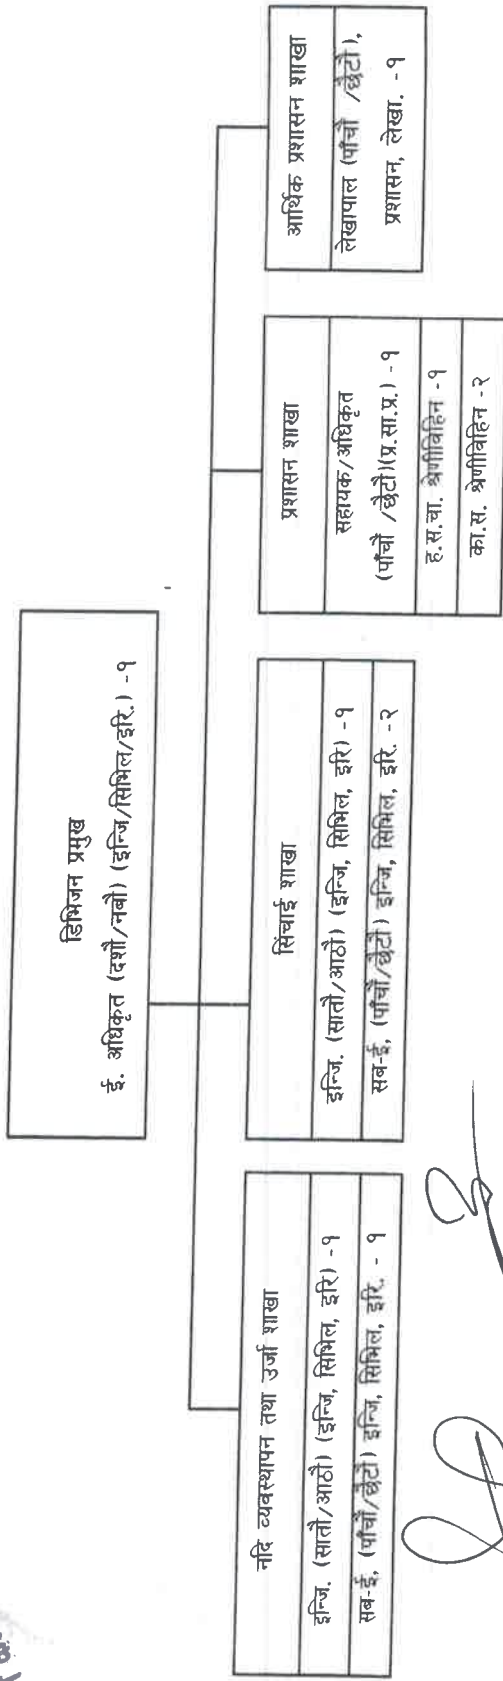 डिभिजन प्रमुख
ई. अधिकृत (दशौ/नवौ) (इन्जि/सिभिल/इरि.) -१
नदि व्यवस्थापन तथा उर्जा शाखा
इन्जि. (सातौ/आठौ) (इन्जि, सिभिल, इरि) -१
सब-ई, (पाँचौ/छैटौ) इन्जि, सिभिल, इरि. - १
सिंचाई शाखा
इन्जि. (सातौ/आठौ) (इन्जि, सिभिल, इरि) -१
सब-ई, (पाँचौ/छैटौ) इन्जि, सिभिल, इरि. -२
प्रशासन शाखा
सहायक/अधिकृत
(पाँचौ /छैटौ)(प्र.सा.प्र.) -१
ह.स.चा. श्रेणीविहिन -१
का.स. श्रेणीविहिन -२
आर्थिक प्रशासन शाखा
लेखापाल (पाँचौ /छैटौ),
प्रशासन, लेखा. -१